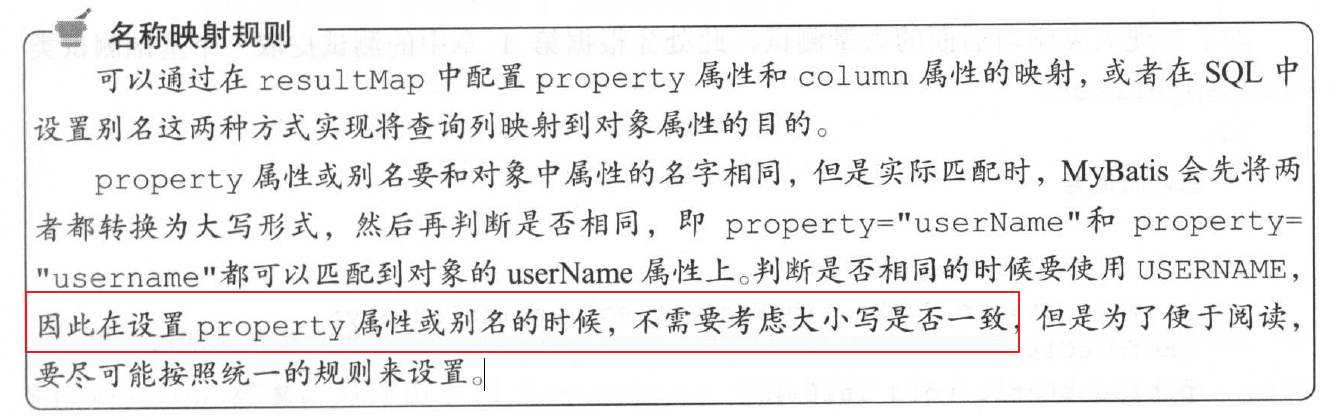 名称映射规则
可以通过在 resultMap 中配置 property 属性和 column 属性的映射，或者在 SQL 中
设置别名这两种方式实现将查询列映射到对象属性的目的。
property 属性或别名要和对象中属性的名字相同，但是实际匹配时，MyBatis 会先将两
者都转换为大写形式，然后再判断是否相同，即 property="userName"和 property=
"username"都可以匹配到对象的 userName 属性上。判断是否相同的时候要使用 USERNAME，
因此在设置 property 属性或别名的时候，不需要考虑大小写是否一致，但是为了便于阅读，
要尽可能按照统一的规则来设置。